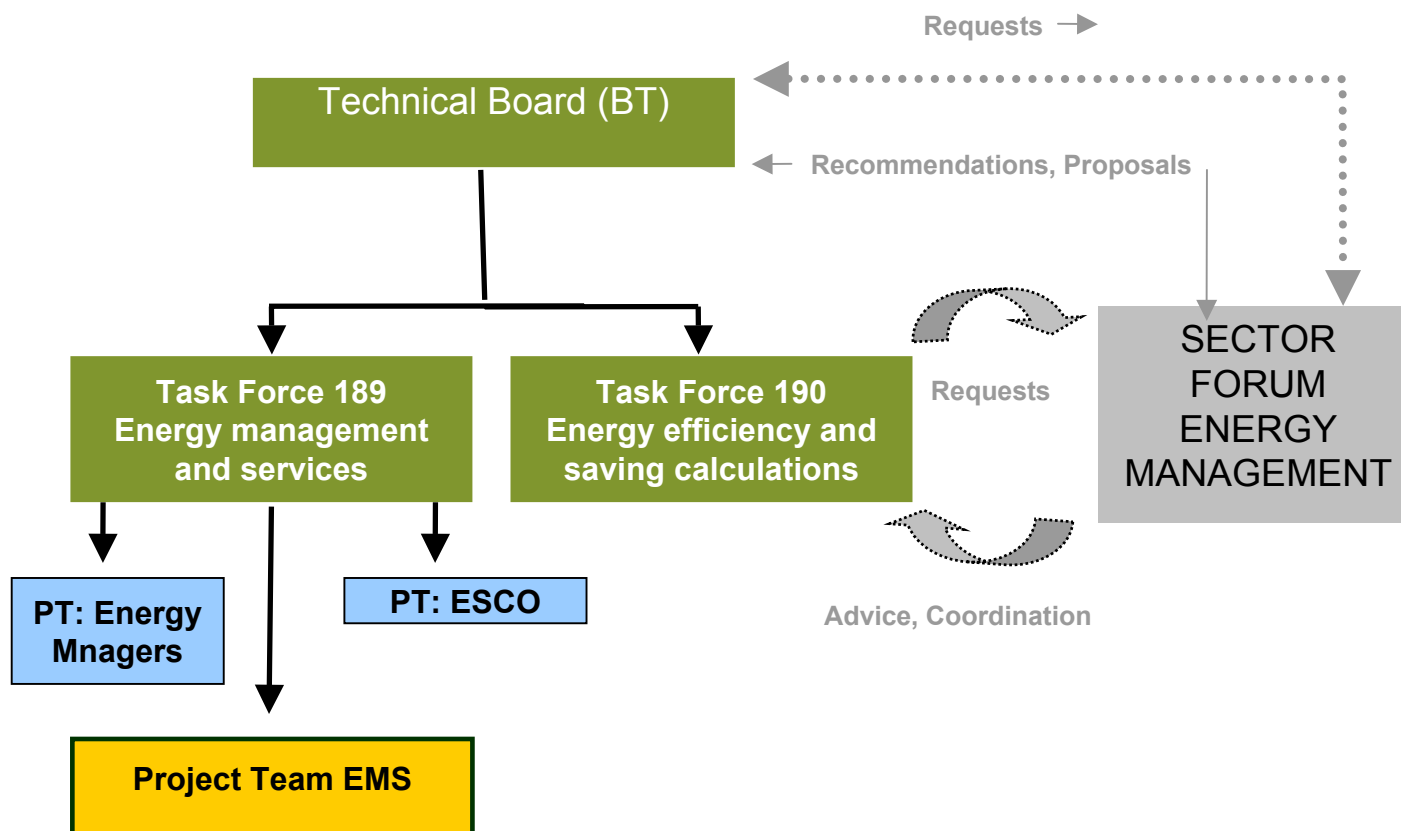 Requests
Technical Board (BT)
Recommendations, Proposals
Task Force 189
Energy management
and services
Task Force 190
Energy efficiency and
saving calculations
Requests
SECTOR
FORUM
ENERGY
MANAGEMENT
PT: Energy
Mnagers
PT: ESCO
Advice, Coordination
Project Team EMS